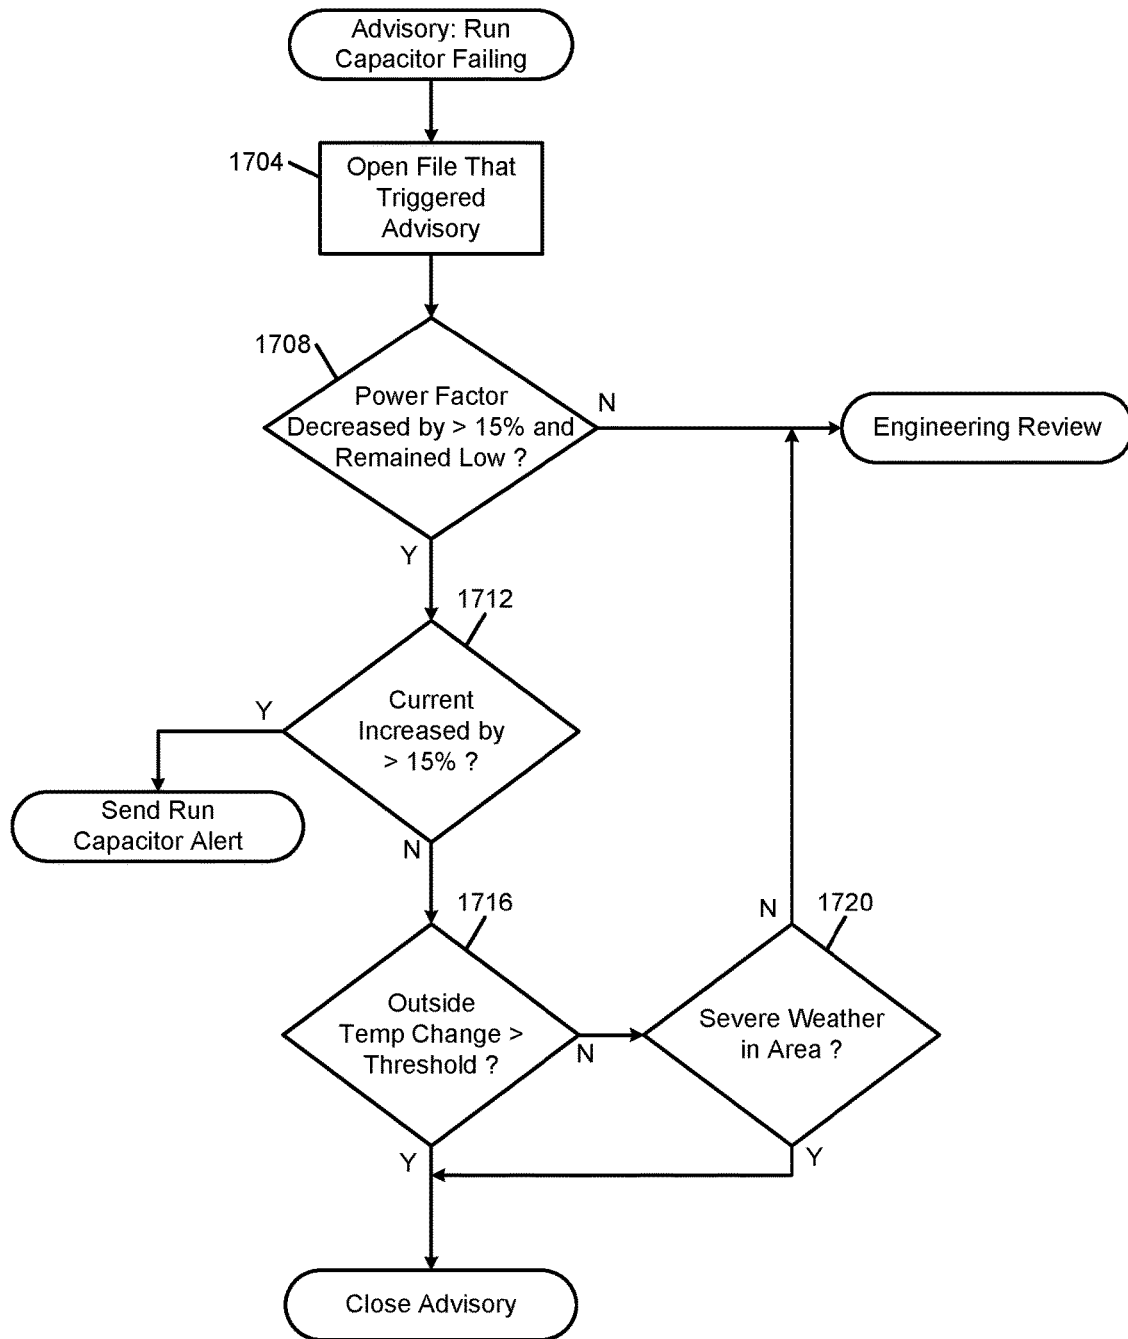 Advisory: Run
Capacitor Failing
1704
Open File That
Triggered
Advisory
1708
Power Factor
Decreased by > 15% and
Remained Low ?
N
Engineering Review
Y
1712
Current
Increased by
> 15% ?
Y
Send Run
Capacitor Alert
N
1716
Outside
Temp Change >
Threshold ?
N
1720
Severe Weather
in Area ?
N
Y
Y
Close Advisory